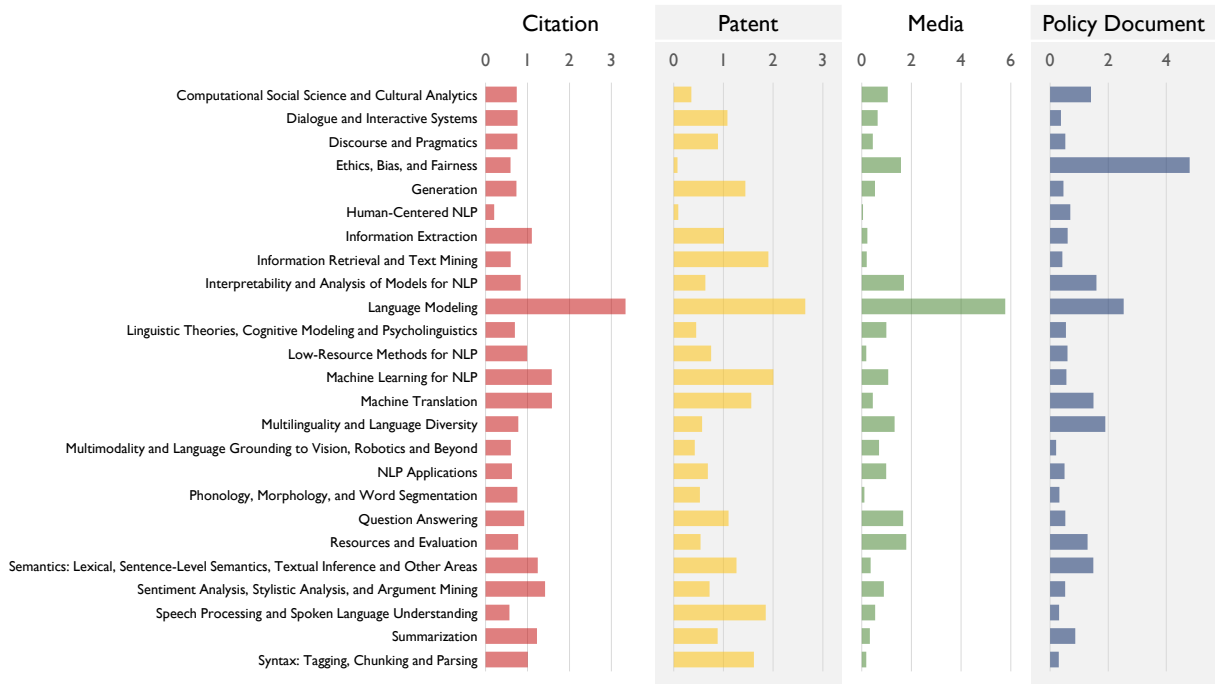 Citation Patent Media Policy Document
0 1 2 3 0 1 2 3 0 2 4 6 0 2 4
Computational Social Science and Cultural Analytics
Dialogue and Interactive Systems
Discourse and Pragmatics
Ethics, Bias, and Fairness
Generation
Human-Centered NLP
Information Extraction
Information Retrieval and Text Mining
Interpretability and Analysis of Models for NLP
Language Modeling
Linguistic Theories, Cognitive Modeling and Psycholinguistics
Low-Resource Methods for NLP
Machine Learning for NLP
Machine Translation
Multilinguality and Language Diversity
Multimodality and Language Grounding to Vision, Robotics and Beyond
NLP Applications
Phonology, Morphology, and Word Segmentation
Question Answering
Resources and Evaluation
Semantics: Lexical, Sentence-Level Semantics, Textual Inference and Other Areas
Sentiment Analysis, Stylistic Analysis, and Argument Mining
Speech Processing and Spoken Language Understanding
Summarization
Syntax: Tagging, Chunking and Parsing